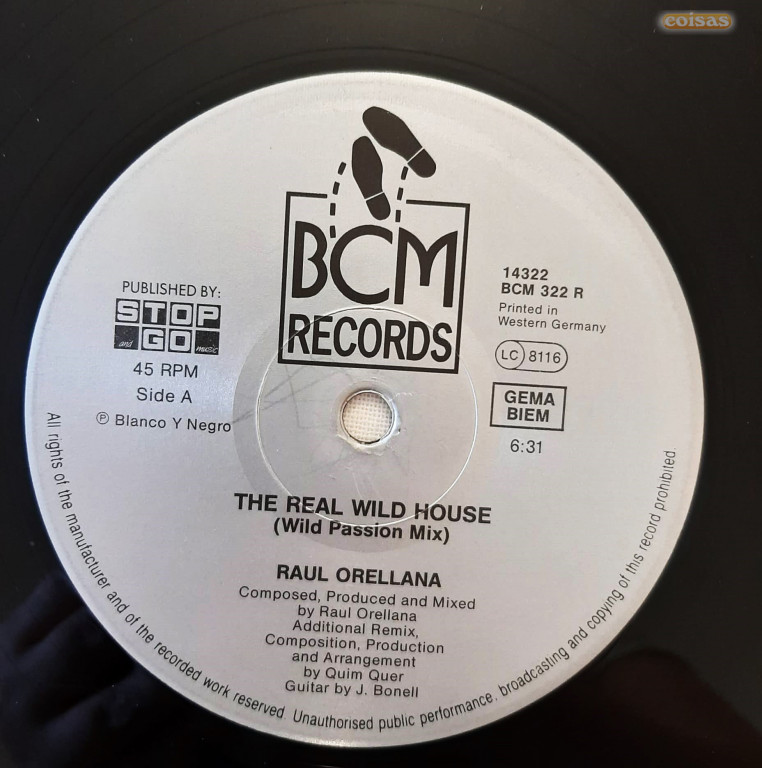 coisas
BCM
RECORDS
PUBLISHED BY:
STOP
and GO music
45 RPM
Side A
℗ Blanco Y Negro
14322
BCM 322 R
Printed in
Western Germany
LC 8116
GEMA
BIEM
6:31
THE REAL WILD HOUSE
(Wild Passion Mix)
RAUL ORELLANA
Composed, Produced and Mixed
by Raul Orellana
Additional Remix,
Composition, Production
and Arrangement
by Quim Quer
Guitar by J. Bonell
All rights of the manufacturer and of the recorded work reserved. Unauthorised public performance, broadcasting and copying of this record prohibited.